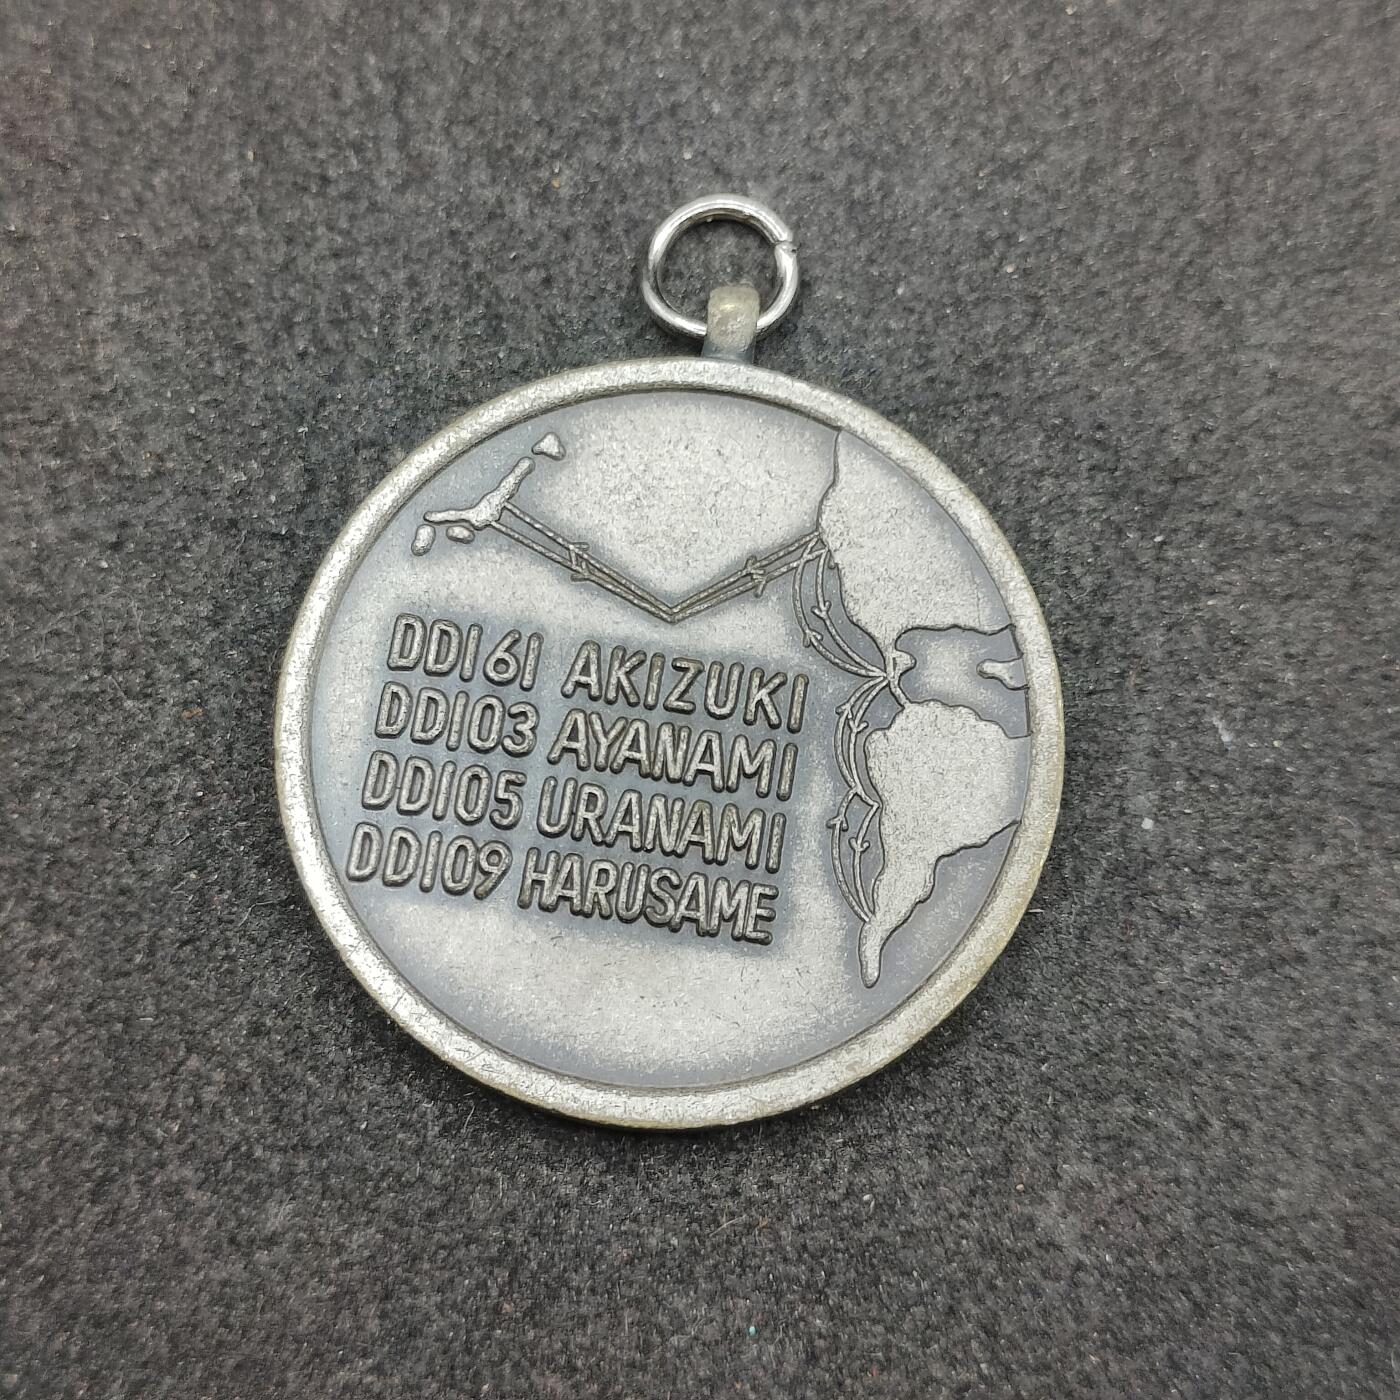 DD161 AKIZUKI
DD103 AYANAMI
DD105 URANAMI
DD109 HARUSAME